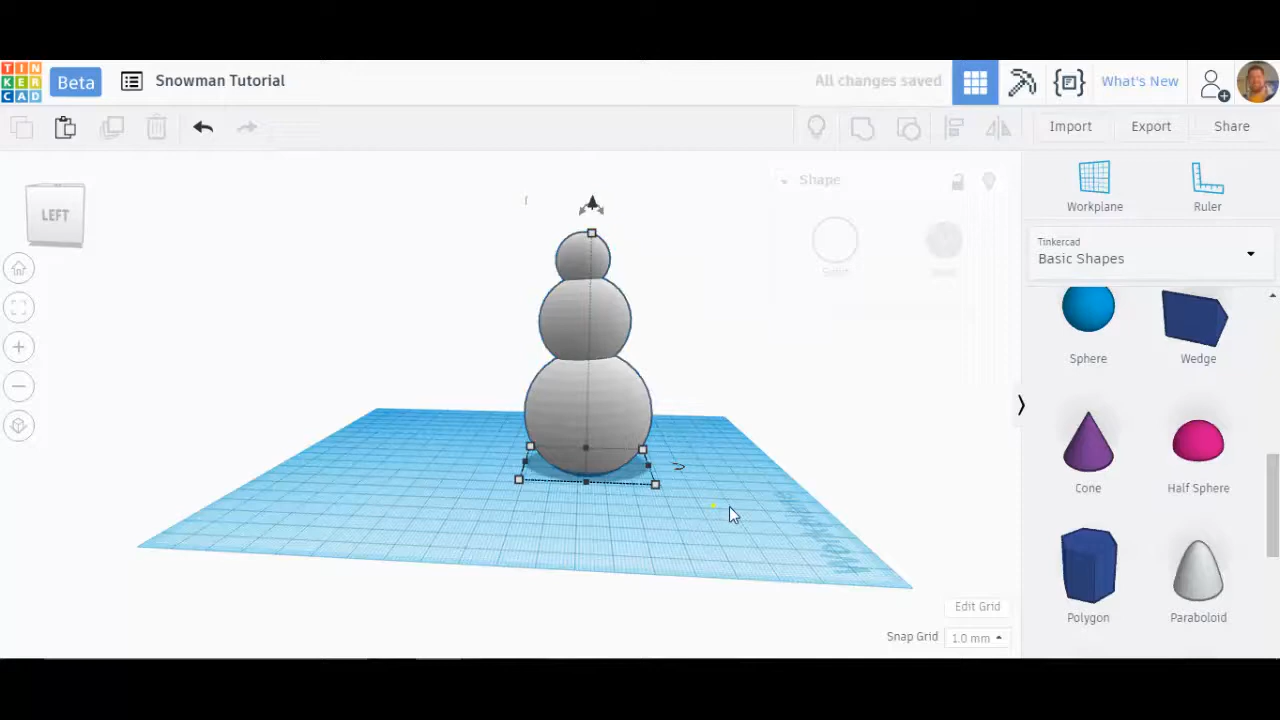 TIN
KER
CAD
Beta
Snowman Tutorial
All changes saved
What's New
Import
Export
Share
LEFT
Shape
Workplane
Ruler
Tinkercad
Basic Shapes
Sphere
Wedge
Cone
Half Sphere
Polygon
Paraboloid
Edit Grid
Snap Grid
1.0 mm